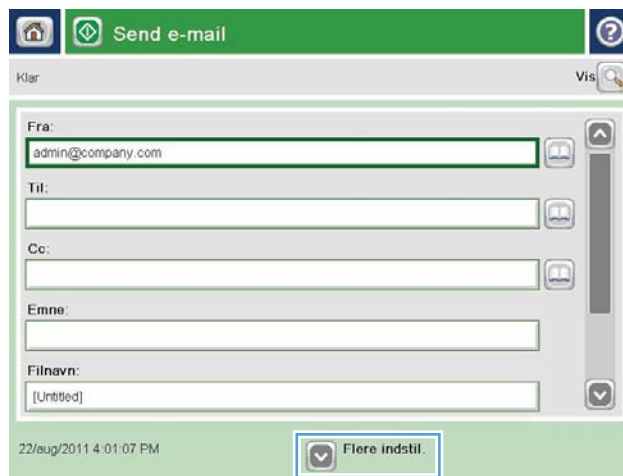 Send e-mail
Klar
Vis
Fra:
admin@company.com
Til:
Cc:
Emne:
Filnavn:
[Untitled]
22/aug/2011 4:01:07 PM
Flere indstil.